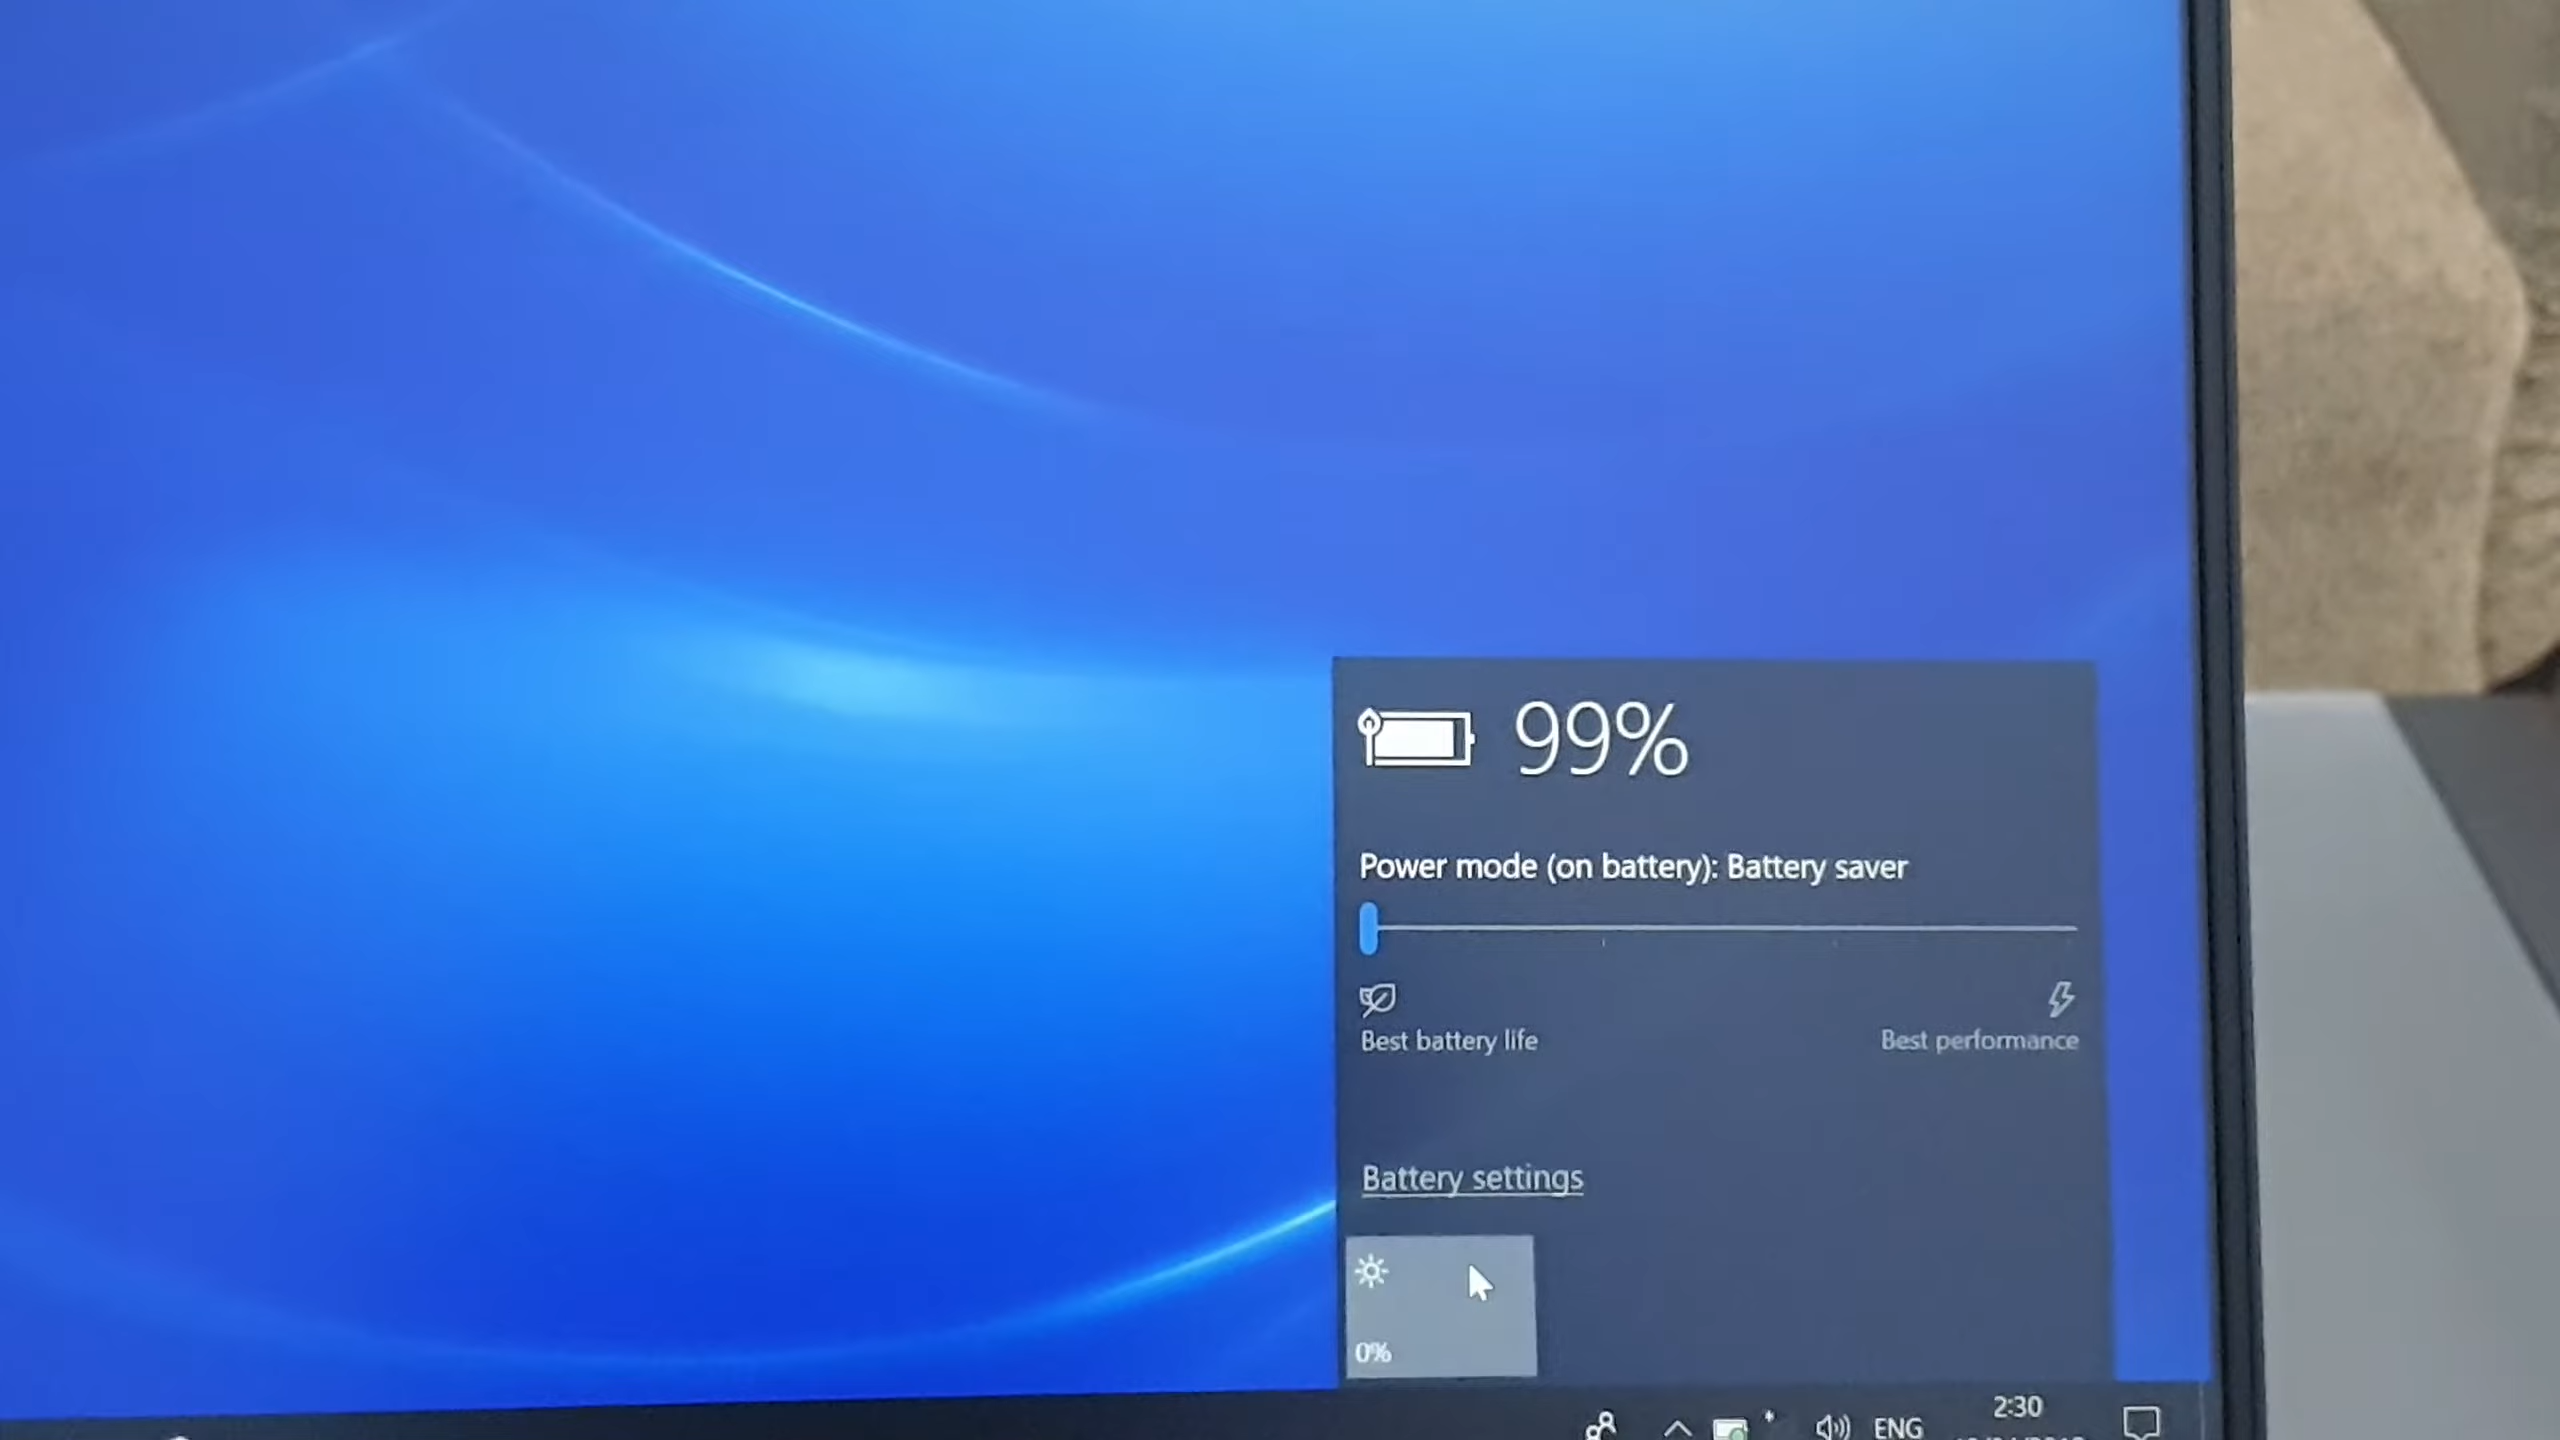 99%
Power mode (on battery): Battery saver
Best battery life
Best performance
Battery settings
0%
ENG
2:30